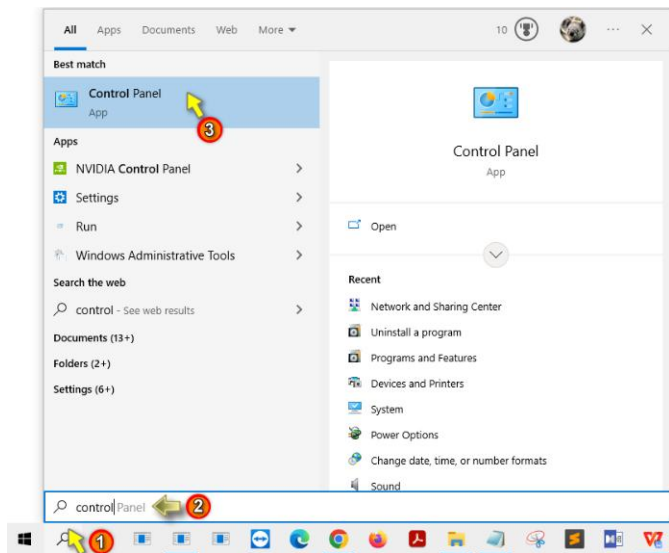 All Apps Documents Web More
10
Best match
Control Panel
App
3
Apps
NVIDIA Control Panel
Settings
Run
Windows Administrative Tools
Search the web
control - See web results
Documents (13+)
Folders (2+)
Settings (6+)
Control Panel
App
Open
Recent
Network and Sharing Center
Uninstall a program
Programs and Features
Devices and Printers
System
Power Options
Change date, time, or number formats
Sound
control Panel
2
1